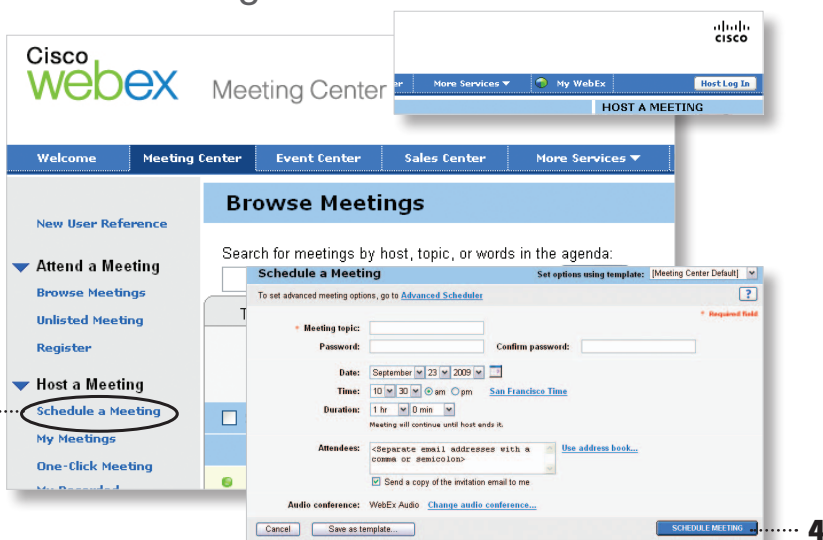 Cisco
webex Meeting Center
CISCO
More Services ▼ My WebEx Host Log In
HOST A MEETING
Welcome Meeting Center Event Center Sales Center More Services ▼
New User Reference
Attend a Meeting
Browse Meetings
Unlisted Meeting
Register
Host a Meeting
Schedule a Meeting
My Meetings
One-Click Meeting
Browse Meetings
Search for meetings by host, topic, or words in the agenda:
Schedule a Meeting Set options using template: [Meeting Center Default]
To set advanced meeting options, go to Advanced Scheduler ?
* Required field
* Meeting topic:
Password: Confirm password:
Date: September 23 2009
Time: 10 30 am pm San Francisco Time
Duration: 1 hr 0 min
Meeting will continue until host ends it.
Attendees: <Separate email addresses with a Use address book...
comma or semicolon>
Send a copy of the invitation email to me
Audio conference: WebEx Audio Change audio conference...
Cancel Save as template... SCHEDULE MEETING
4